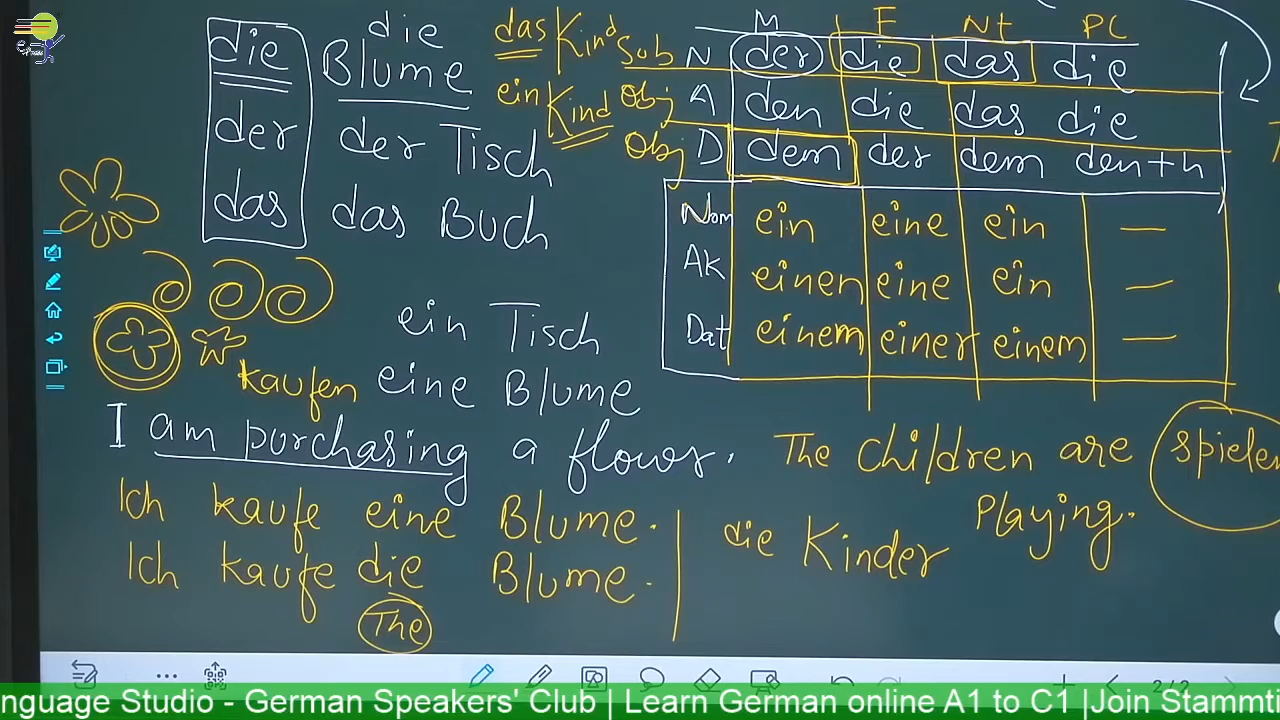 die
der
das
die
Blume
der Tisch
das Buch
das Kind
ein Kind
M F Nt PL
Sub N der die das die
Obj A den die das die
Obj D dem der dem den+n
Nom ein eine ein —
Ak einen eine ein —
Dat einem einer einem —
ein Tisch
kaufen eine Blume
I am purchasing a flower.
Ich kaufe eine Blume.
Ich kaufe die Blume.
The
The children are spielen
Playing.
die Kinder
2/2
nguage Studio - German Speakers' Club | Learn German online A1 to C1 |Join Stammti